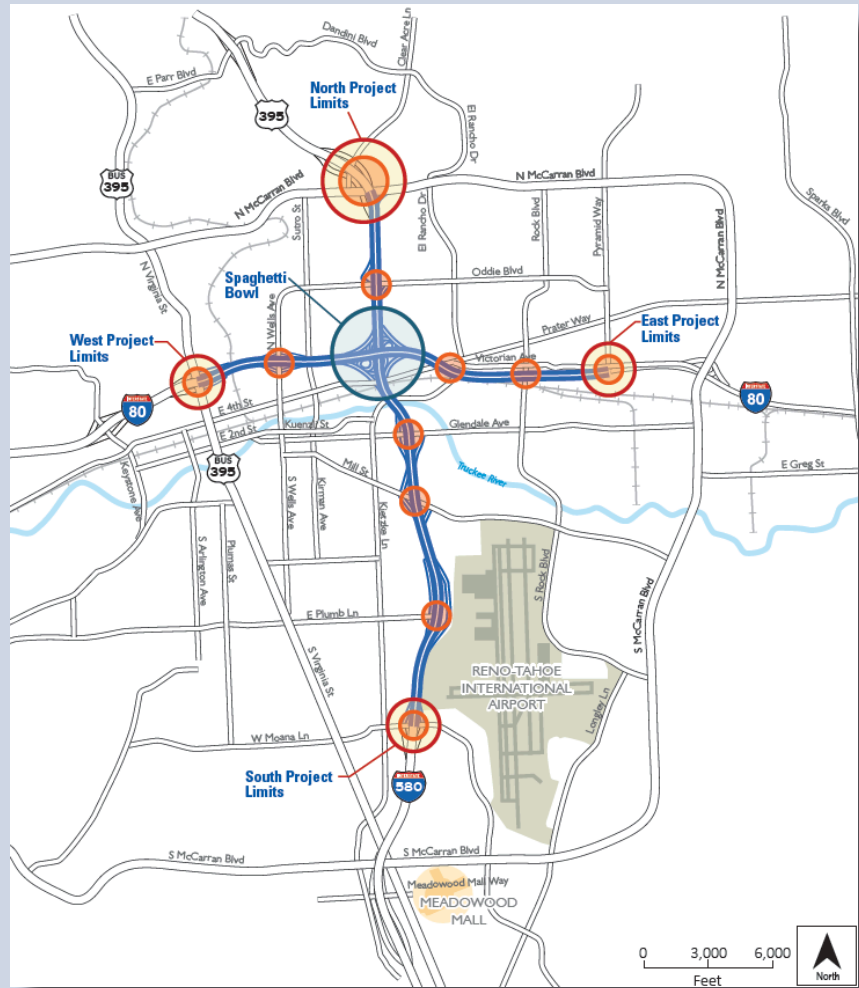 Dandini Blvd
Clear Acre Ln
E Parr Blvd
North Project
Limits
395
El Rancho Dr
BUS
395
N McCarran Blvd
N McCarran Blvd
Sutro St
El Rancho Dr
Rock Blvd
Pyramid Way
N McCarran Blvd
Sparks Blvd
N Virginia St
Spaghetti
Bowl
Oddie Blvd
N Wells Ave
Prater Way
East Project
Limits
West Project
Limits
Victorian Ave
INTERSTATE
80
INTERSTATE
80
E 4th St
E 2nd St
Kuenzli St
Glendale Ave
BUS
395
Keystone Ave
Mill St
Truckee River
E Greg St
S Wells Ave
Kirman Ave
Kietzke Ln
S Arlington Ave
Plumas St
S Rock Blvd
E Plumb Ln
S McCarran Blvd
S Virginia St
RENO-TAHOE
INTERNATIONAL
AIRPORT
Longley Ln
W Moana Ln
South Project
Limits
INTERSTATE
580
S McCarran Blvd
S McCarran Blvd
Meadowood Mall Way
MEADOWOOD
MALL
0 3,000 6,000
Feet
North